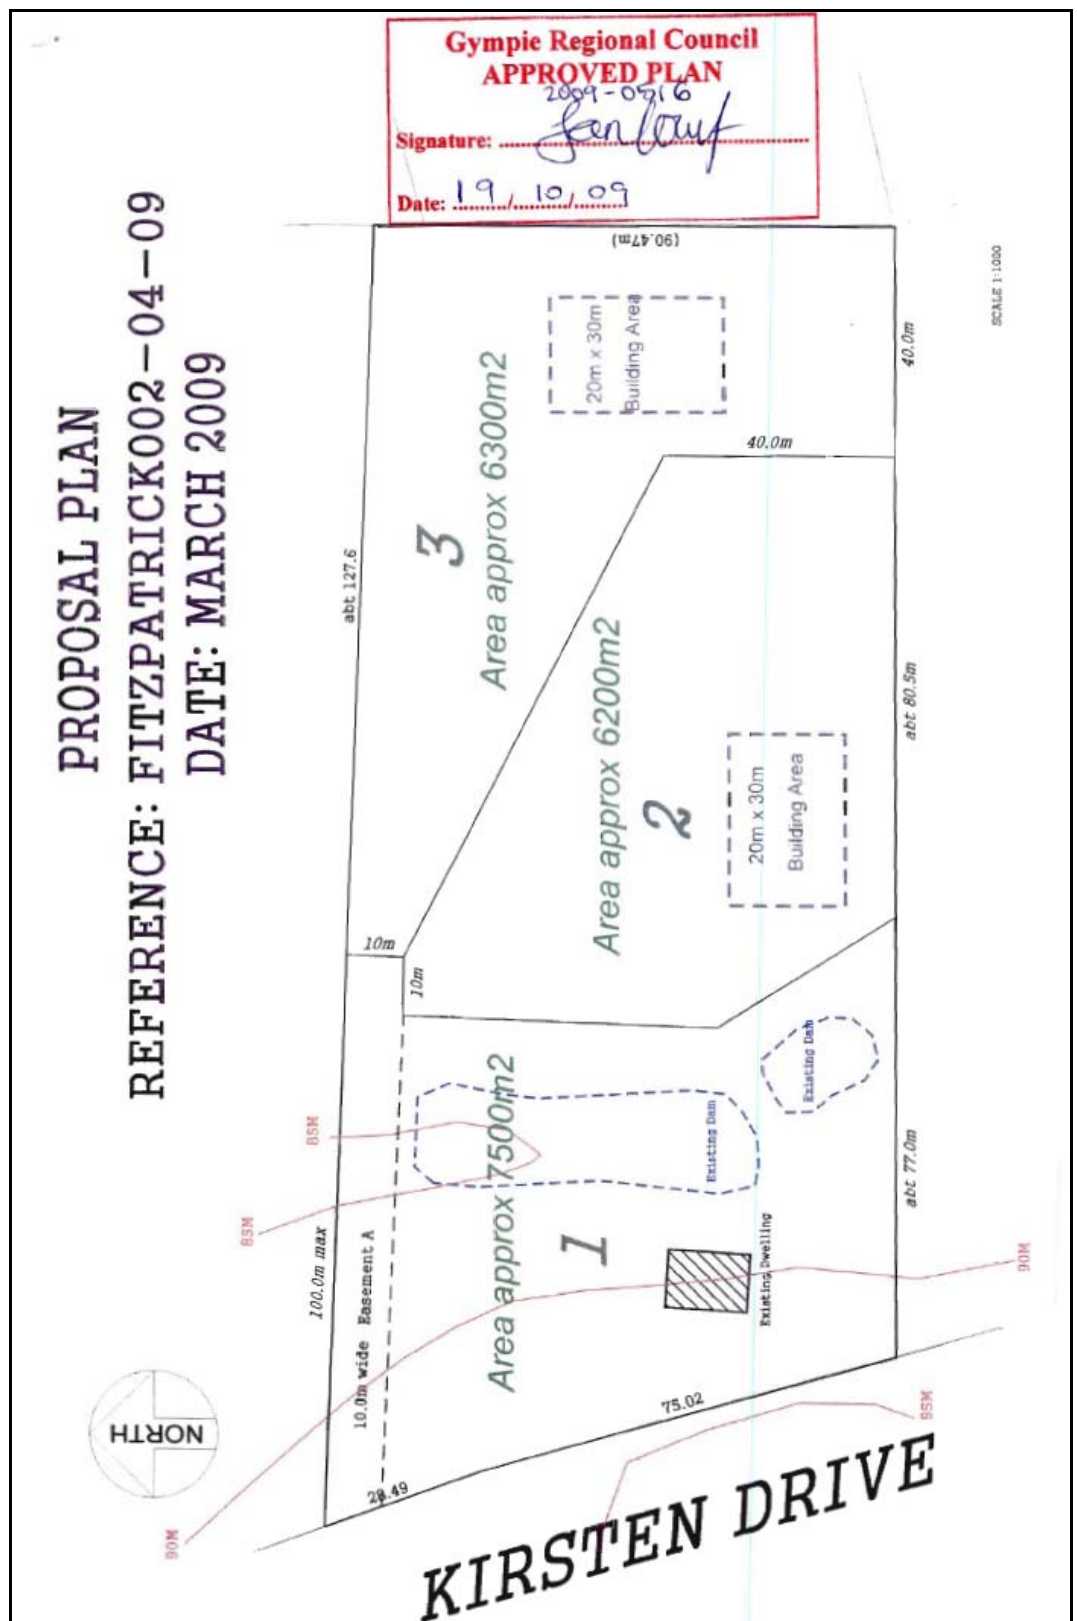 Gympie Regional Council
APPROVED PLAN
2009-0516
Signature:
Date: 19/10/09
PROPOSAL PLAN
REFERENCE: FITZPATRICK002-04-09
DATE: MARCH 2009
(90.47m)
SCALE 1:1000
20m x 30m
Building Area
40.0m
40.0m
3
Area approx 6300m2
abt 127.6
2
Area approx 6200m2
20m x 30m
Building Area
abt 80.5m
10m
10m
1
Area approx 7500m2
Existing Dam
Existing Dam
Existing Dwelling
abt 77.0m
85M
85M
100.0m max
10.0m wide Easement A
90M
90M
95M
75.02
28.49
NORTH
KIRSTEN DRIVE